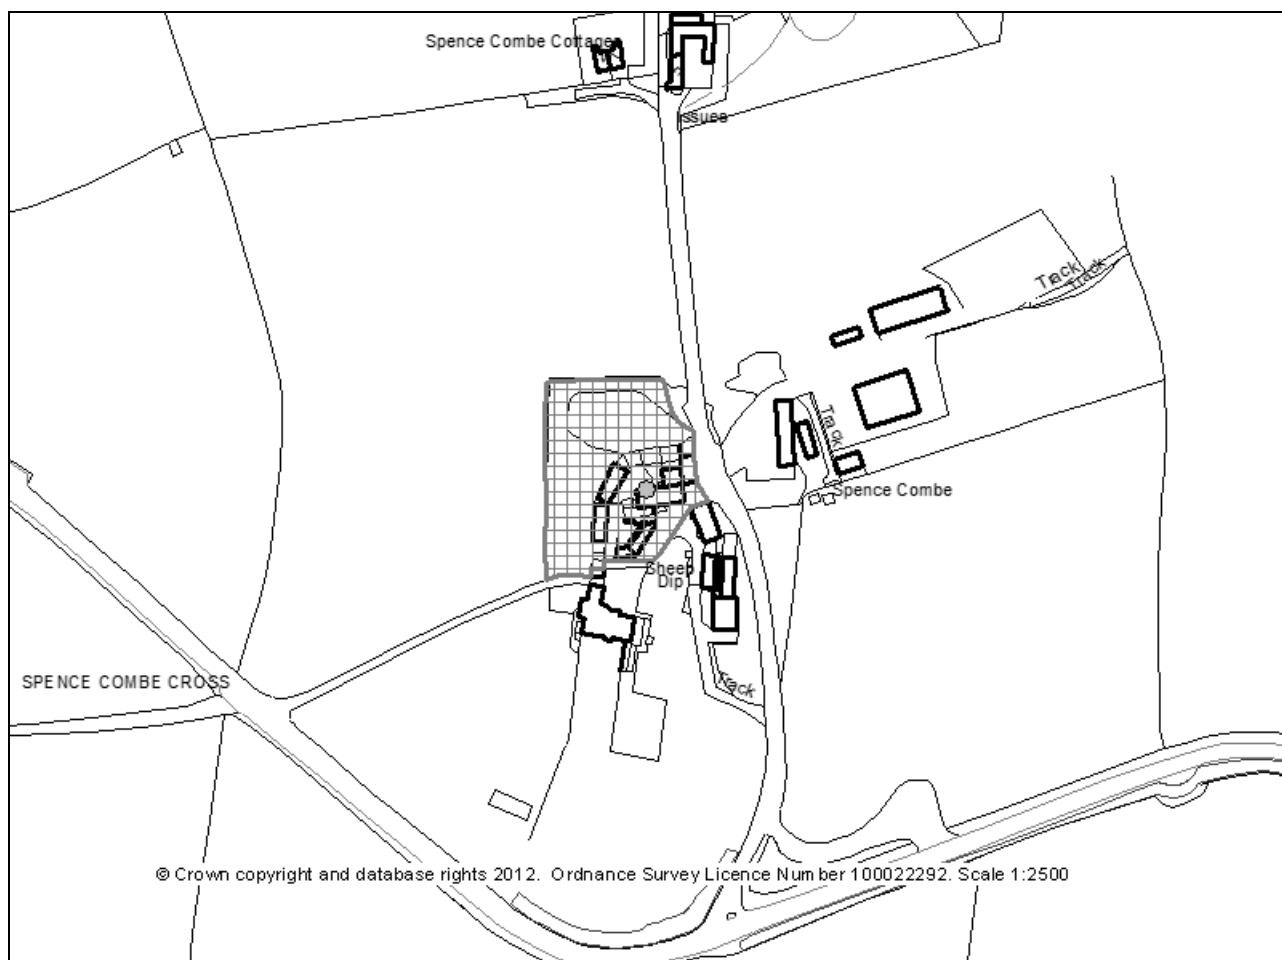 Spence Combe Cottages
Issues
Track
Track
Track
Spence Combe
Sheep
Dip
SPENCE COMBE CROSS
Track
© Crown copyright and database rights 2012. Ordnance Survey Licence Number 100022292. Scale 1:2500